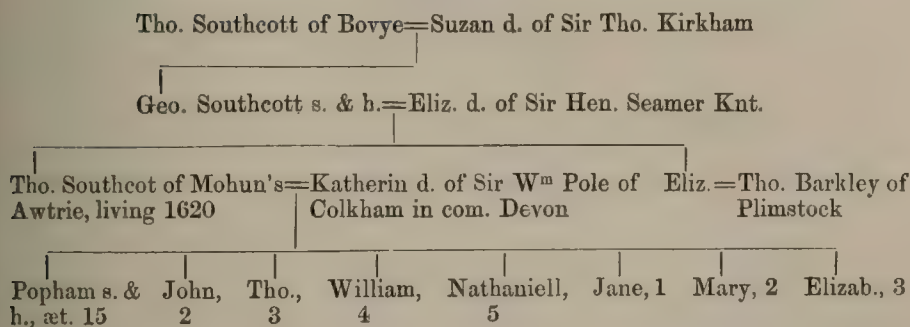 Tho. Southcott of Bovye=Suzan d. of Sir Tho. Kirkham
Geo. Southcott s. & h.=Eliz. d. of Sir Hen. Seamer Knt.
Tho. Southcot of Mohun's=Katherin d. of Sir Wm Pole of Eliz.=Tho. Barkley of
Awtrie, living 1620 Colkham in com. Devon Plimstock
Popham s. & John, Tho., William, Nathaniell, Jane, 1 Mary, 2 Elizab., 3
h., æt. 15 2 3 4 5